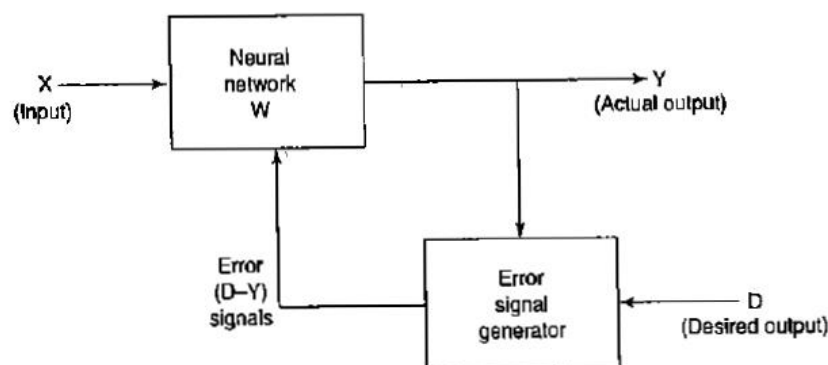 Neural
network
W
X
(Input)
Y
(Actual output)
Error
(D–Y)
signals
Error
signal
generator
D
(Desired output)